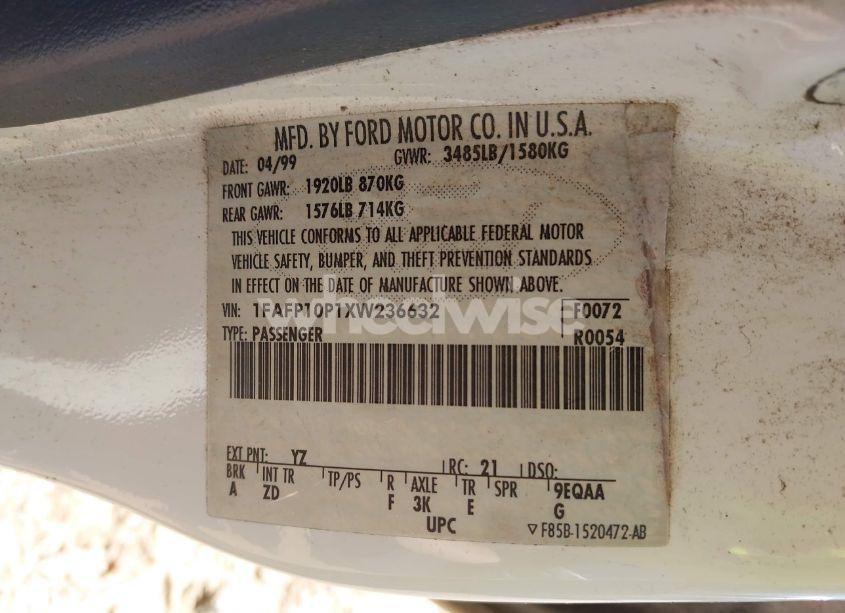 MFD. BY FORD MOTOR CO. IN U.S.A.
DATE: 04/99 GVWR: 3485LB/1580KG
FRONT GAWR: 1920LB 870KG
REAR GAWR: 1576LB 714KG
THIS VEHICLE CONFORMS TO ALL APPLICABLE FEDERAL MOTOR
VEHICLE SAFETY, BUMPER, AND THEFT PREVENTION STANDARDS
IN EFFECT ON THE DATE OF MANUFACTURE SHOWN ABOVE.
VIN: 1FAFP10P1XW236632 F0072
TYPE: PASSENGER R0054
wheelwise
EXT PNT: YZ RC: 21 DSO:
BRK INT TR TP/PS R AXLE TR SPR 9EQAA
A ZD F 3K E G
UPC ▽F85B-1520472-AB